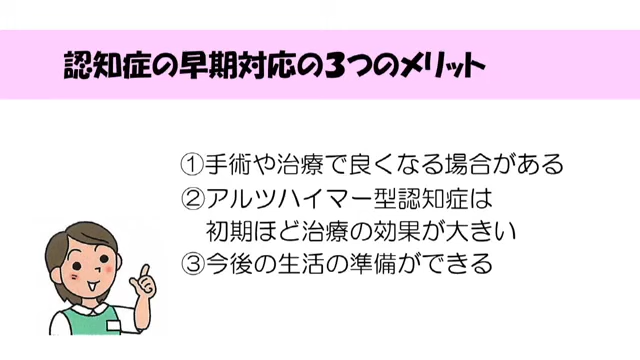 認知症の早期対応の3つのメリット
①手術や治療で良くなる場合がある
②アルツハイマー型認知症は
初期ほど治療の効果が大きい
③今後の生活の準備ができる